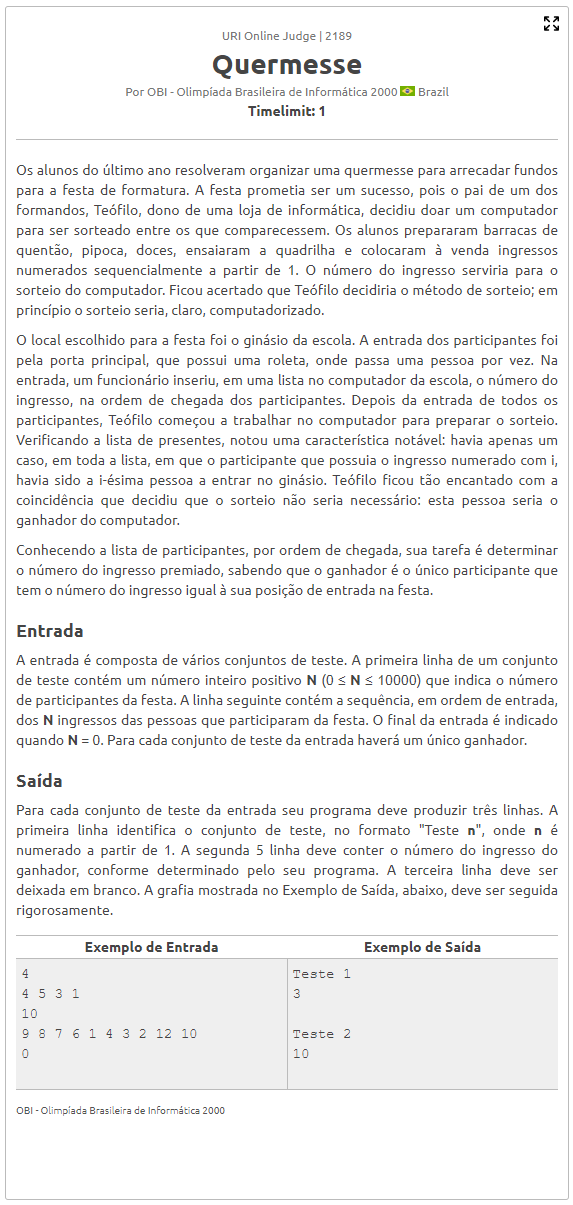 URI Online Judge | 2189
Quermesse
Por OBI - Olimpíada Brasileira de Informática 2000 Brazil
Timelimit: 1
Os alunos do último ano resolveram organizar uma quermesse para arrecadar fundos
para a festa de formatura. A festa prometia ser um sucesso, pois o pai de um dos
formandos, Teófilo, dono de uma loja de informática, decidiu doar um computador
para ser sorteado entre os que comparecessem. Os alunos prepararam barracas de
quentão, pipoca, doces, ensaiaram a quadrilha e colocaram à venda ingressos
numerados sequencialmente a partir de 1. O número do ingresso serviria para o
sorteio do computador. Ficou acertado que Teófilo decidiria o método de sorteio; em
princípio o sorteio seria, claro, computadorizado.
O local escolhido para a festa foi o ginásio da escola. A entrada dos participantes foi
pela porta principal, que possui uma roleta, onde passa uma pessoa por vez. Na
entrada, um funcionário inseriu, em uma lista no computador da escola, o número do
ingresso, na ordem de chegada dos participantes. Depois da entrada de todos os
participantes, Teófilo começou a trabalhar no computador para preparar o sorteio.
Verificando a lista de presentes, notou uma característica notável: havia apenas um
caso, em toda a lista, em que o participante que possuia o ingresso numerado com i,
havia sido a i-ésima pessoa a entrar no ginásio. Teófilo ficou tão encantado com a
coincidência que decidiu que o sorteio não seria necessário: esta pessoa seria o
ganhador do computador.
Conhecendo a lista de participantes, por ordem de chegada, sua tarefa é determinar
o número do ingresso premiado, sabendo que o ganhador é o único participante que
tem o número do ingresso igual à sua posição de entrada na festa.
Entrada
A entrada é composta de vários conjuntos de teste. A primeira linha de um conjunto
de teste contém um número inteiro positivo N (0 ≤ N ≤ 10000) que indica o número
de participantes da festa. A linha seguinte contém a sequência, em ordem de entrada,
dos N ingressos das pessoas que participaram da festa. O final da entrada é indicado
quando N = 0. Para cada conjunto de teste da entrada haverá um único ganhador.
Saída
Para cada conjunto de teste da entrada seu programa deve produzir três linhas. A
primeira linha identifica o conjunto de teste, no formato "Teste n", onde n é
numerado a partir de 1. A segunda 5 linha deve conter o número do ingresso do
ganhador, conforme determinado pelo seu programa. A terceira linha deve ser
deixada em branco. A grafia mostrada no Exemplo de Saída, abaixo, deve ser seguida
rigorosamente.
Exemplo de Entrada
4
4 5 3 1
10
9 8 7 6 1 4 3 2 12 10
0
Exemplo de Saída
Teste 1
3
Teste 2
10
OBI - Olimpíada Brasileira de Informática 2000